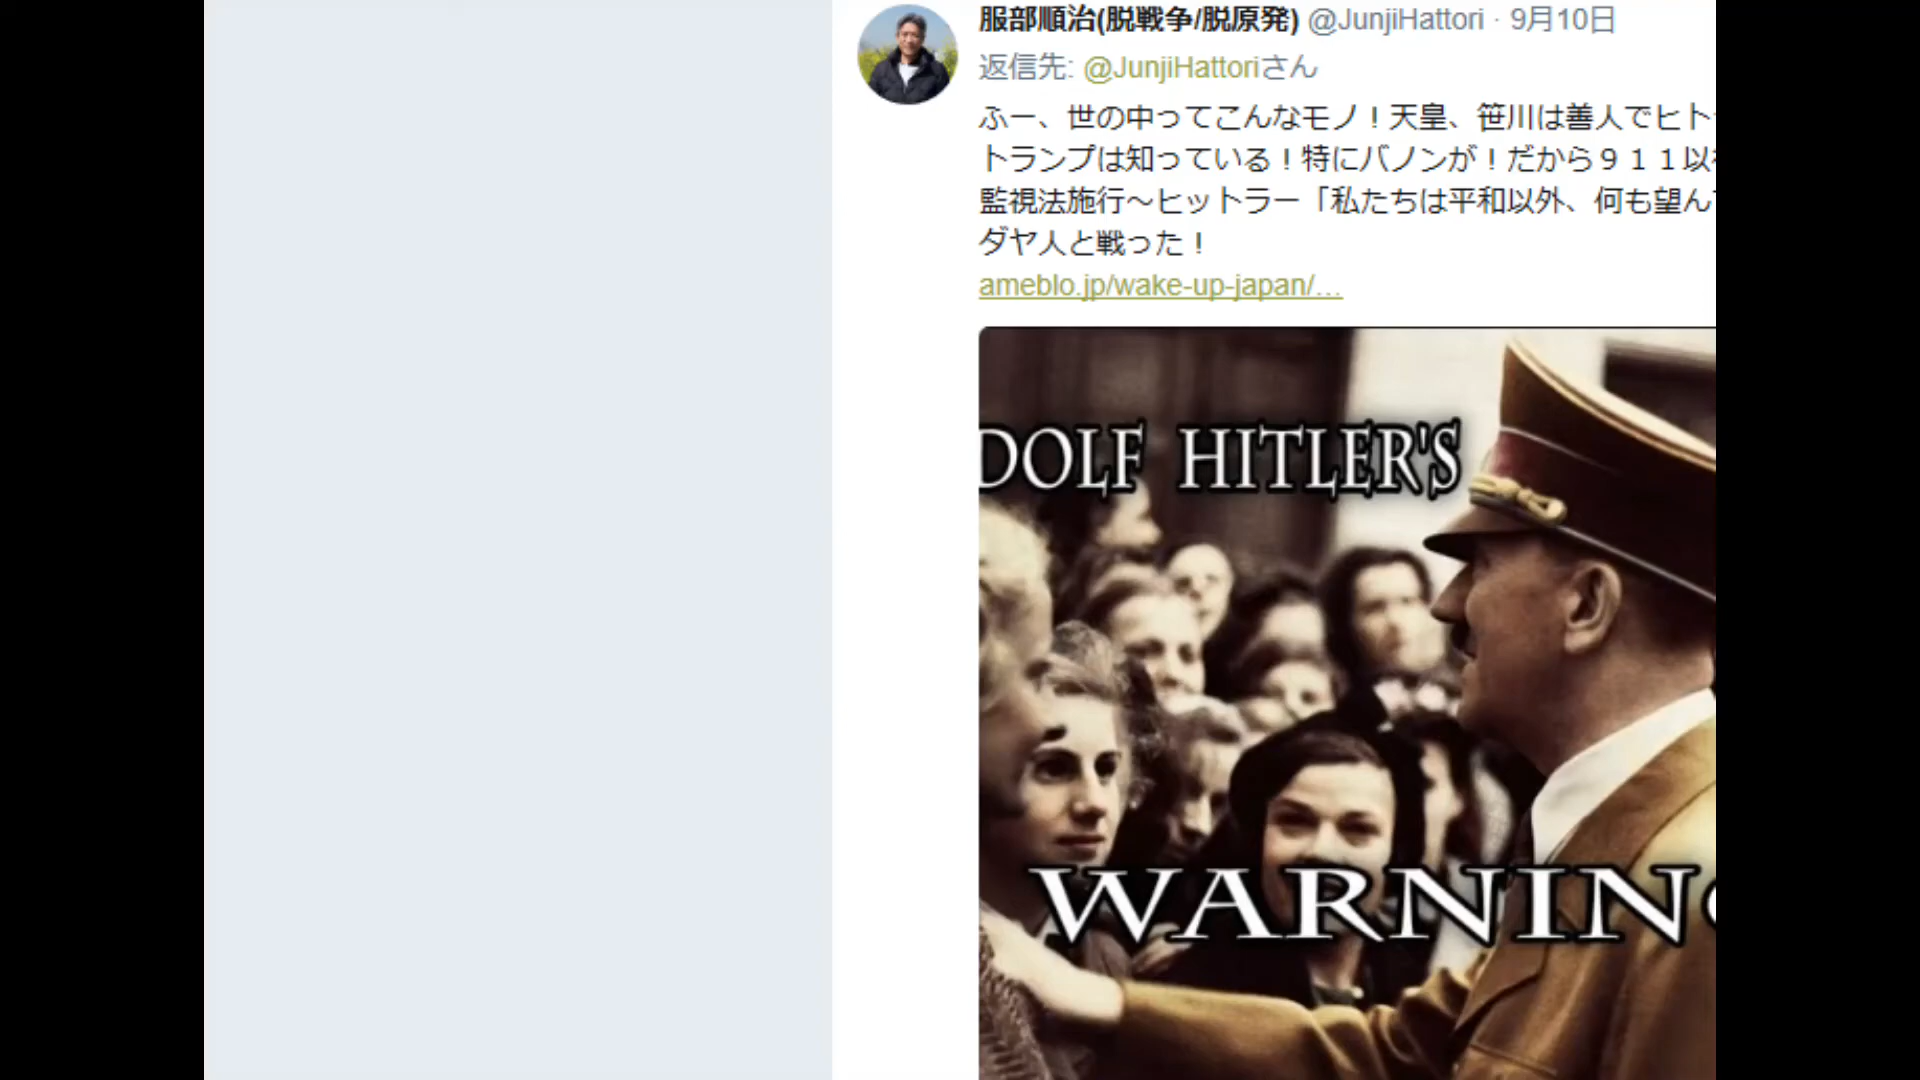 服部順治(脱戦争/脱原発) @JunjiHattori · 9月10日
返信先: @JunjiHattoriさん
ふー、世の中ってこんなモノ！天皇、笹川は善人でヒト
トランプは知っている！特にバノンが！だから９１１以
監視法施行～ヒットラー「私たちは平和以外、何も望ん
ダヤ人と戦った！
ameblo.jp/wake-up-japan/…
DOLF HITLER'S
WARNIN